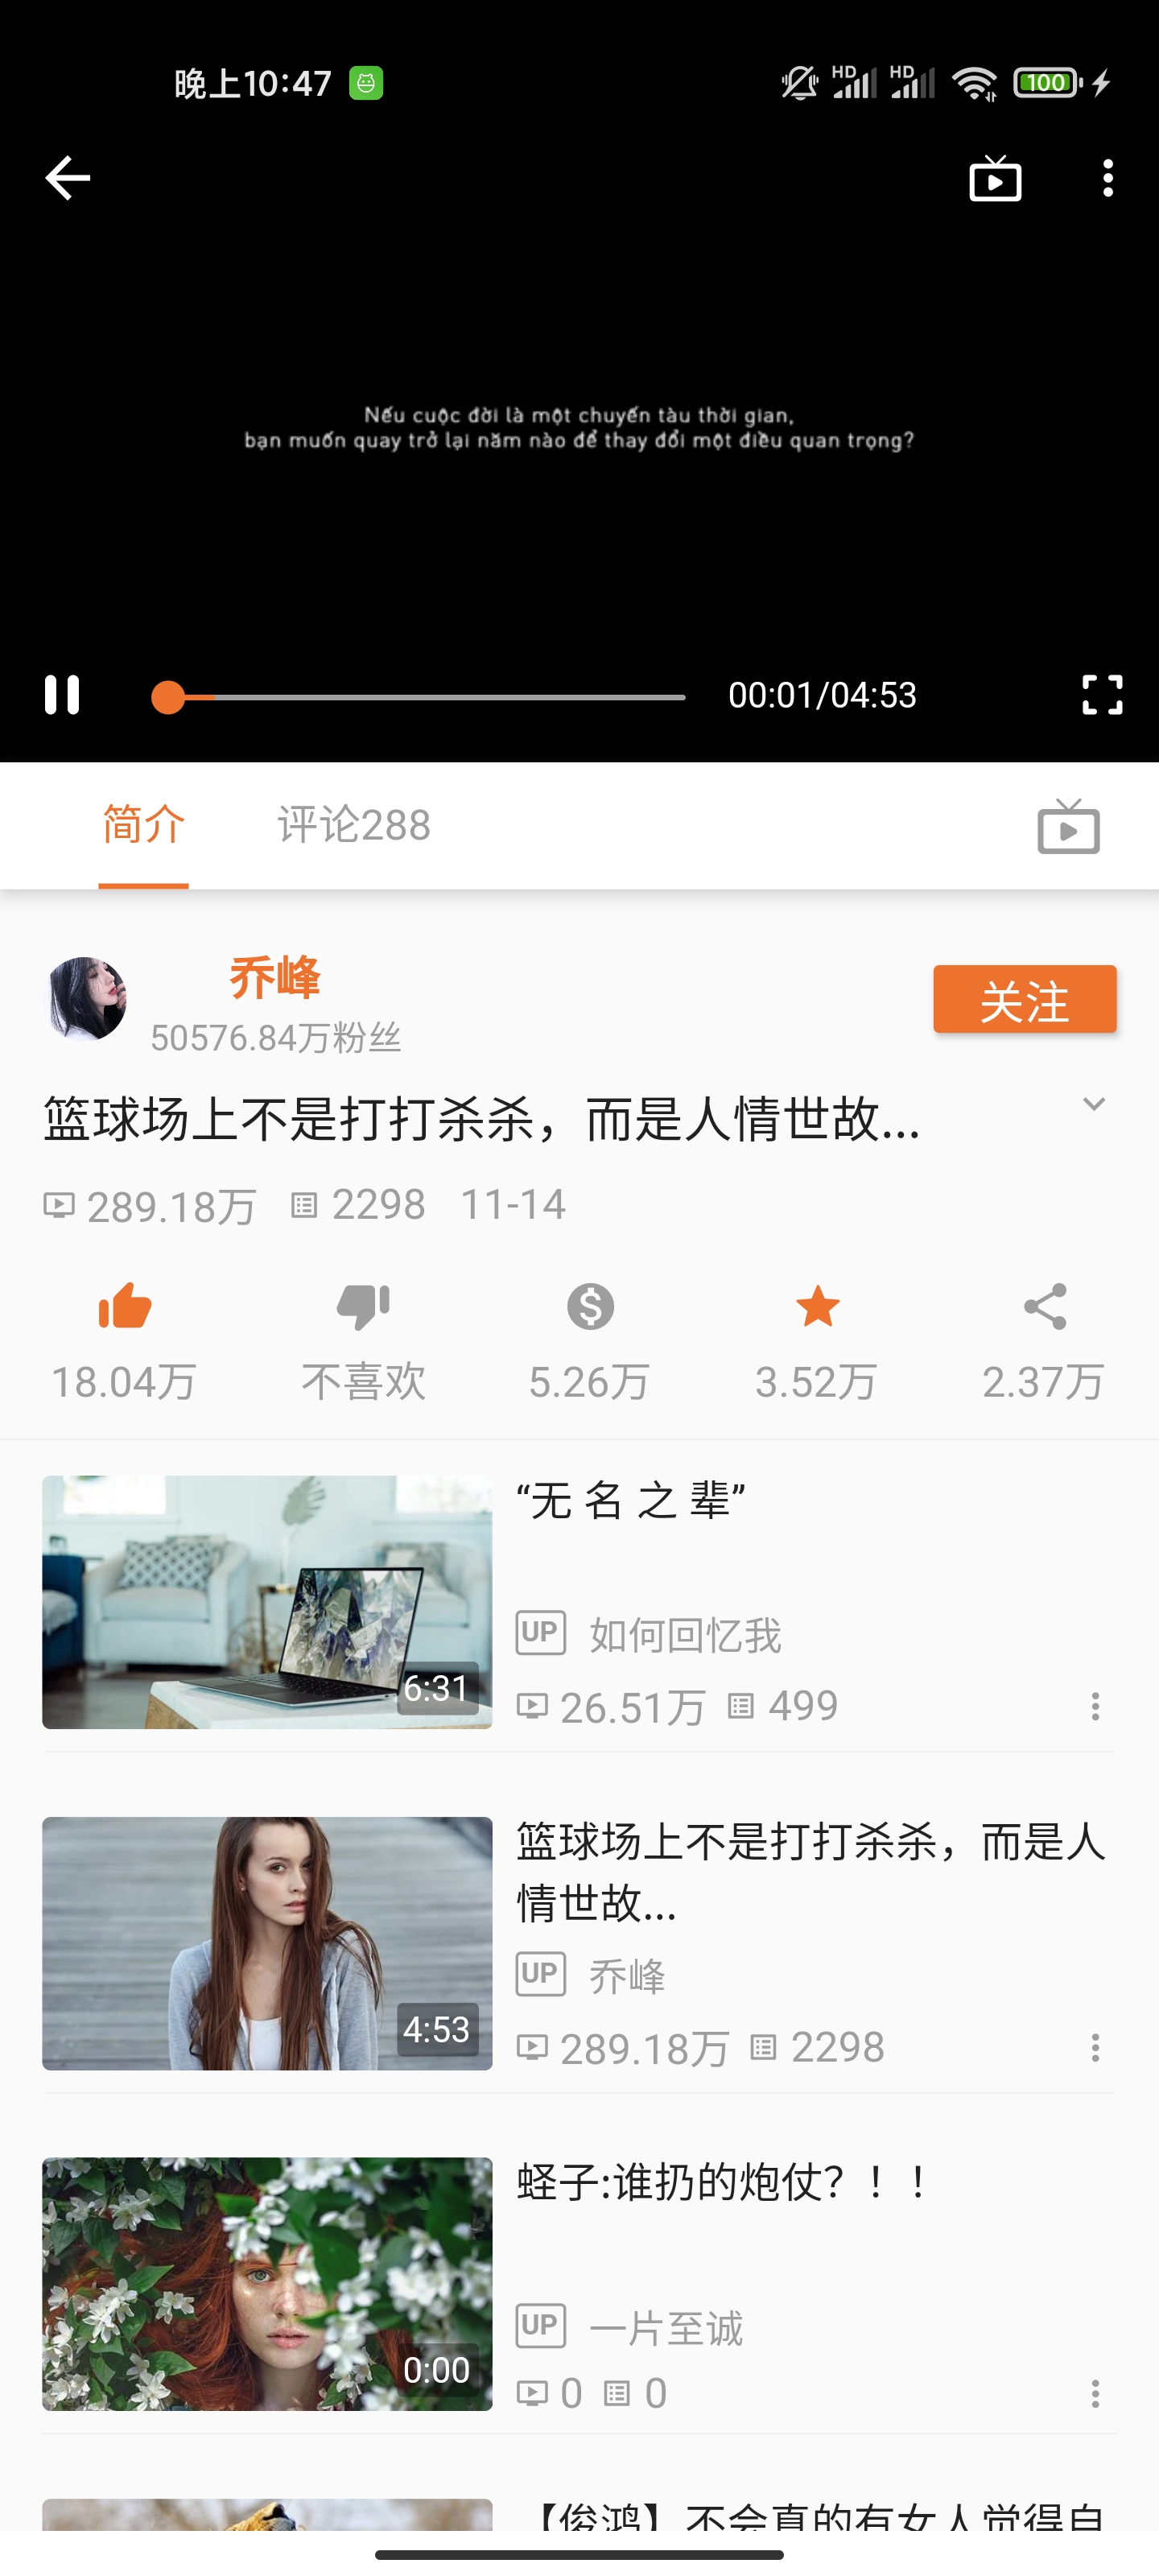 晚上10:47
HD HD 100
Nếu cuộc đời là một chuyến tàu thời gian,
bạn muốn quay trở lại năm nào để thay đổi một điều quan trọng?
00:01/04:53
简介 评论288
乔峰
50576.84万粉丝
关注
篮球场上不是打打杀杀，而是人情世故...
289.18万 2298 11-14
18.04万 不喜欢 5.26万 3.52万 2.37万
“无 名 之 辈”
UP 如何回忆我
6:31
26.51万 499
篮球场上不是打打杀杀，而是人
情世故...
UP 乔峰
4:53
289.18万 2298
蛏子:谁扔的炮仗？！！
UP 一片至诚
0:00
0 0
【俊鸿】不会真的有女人觉得自